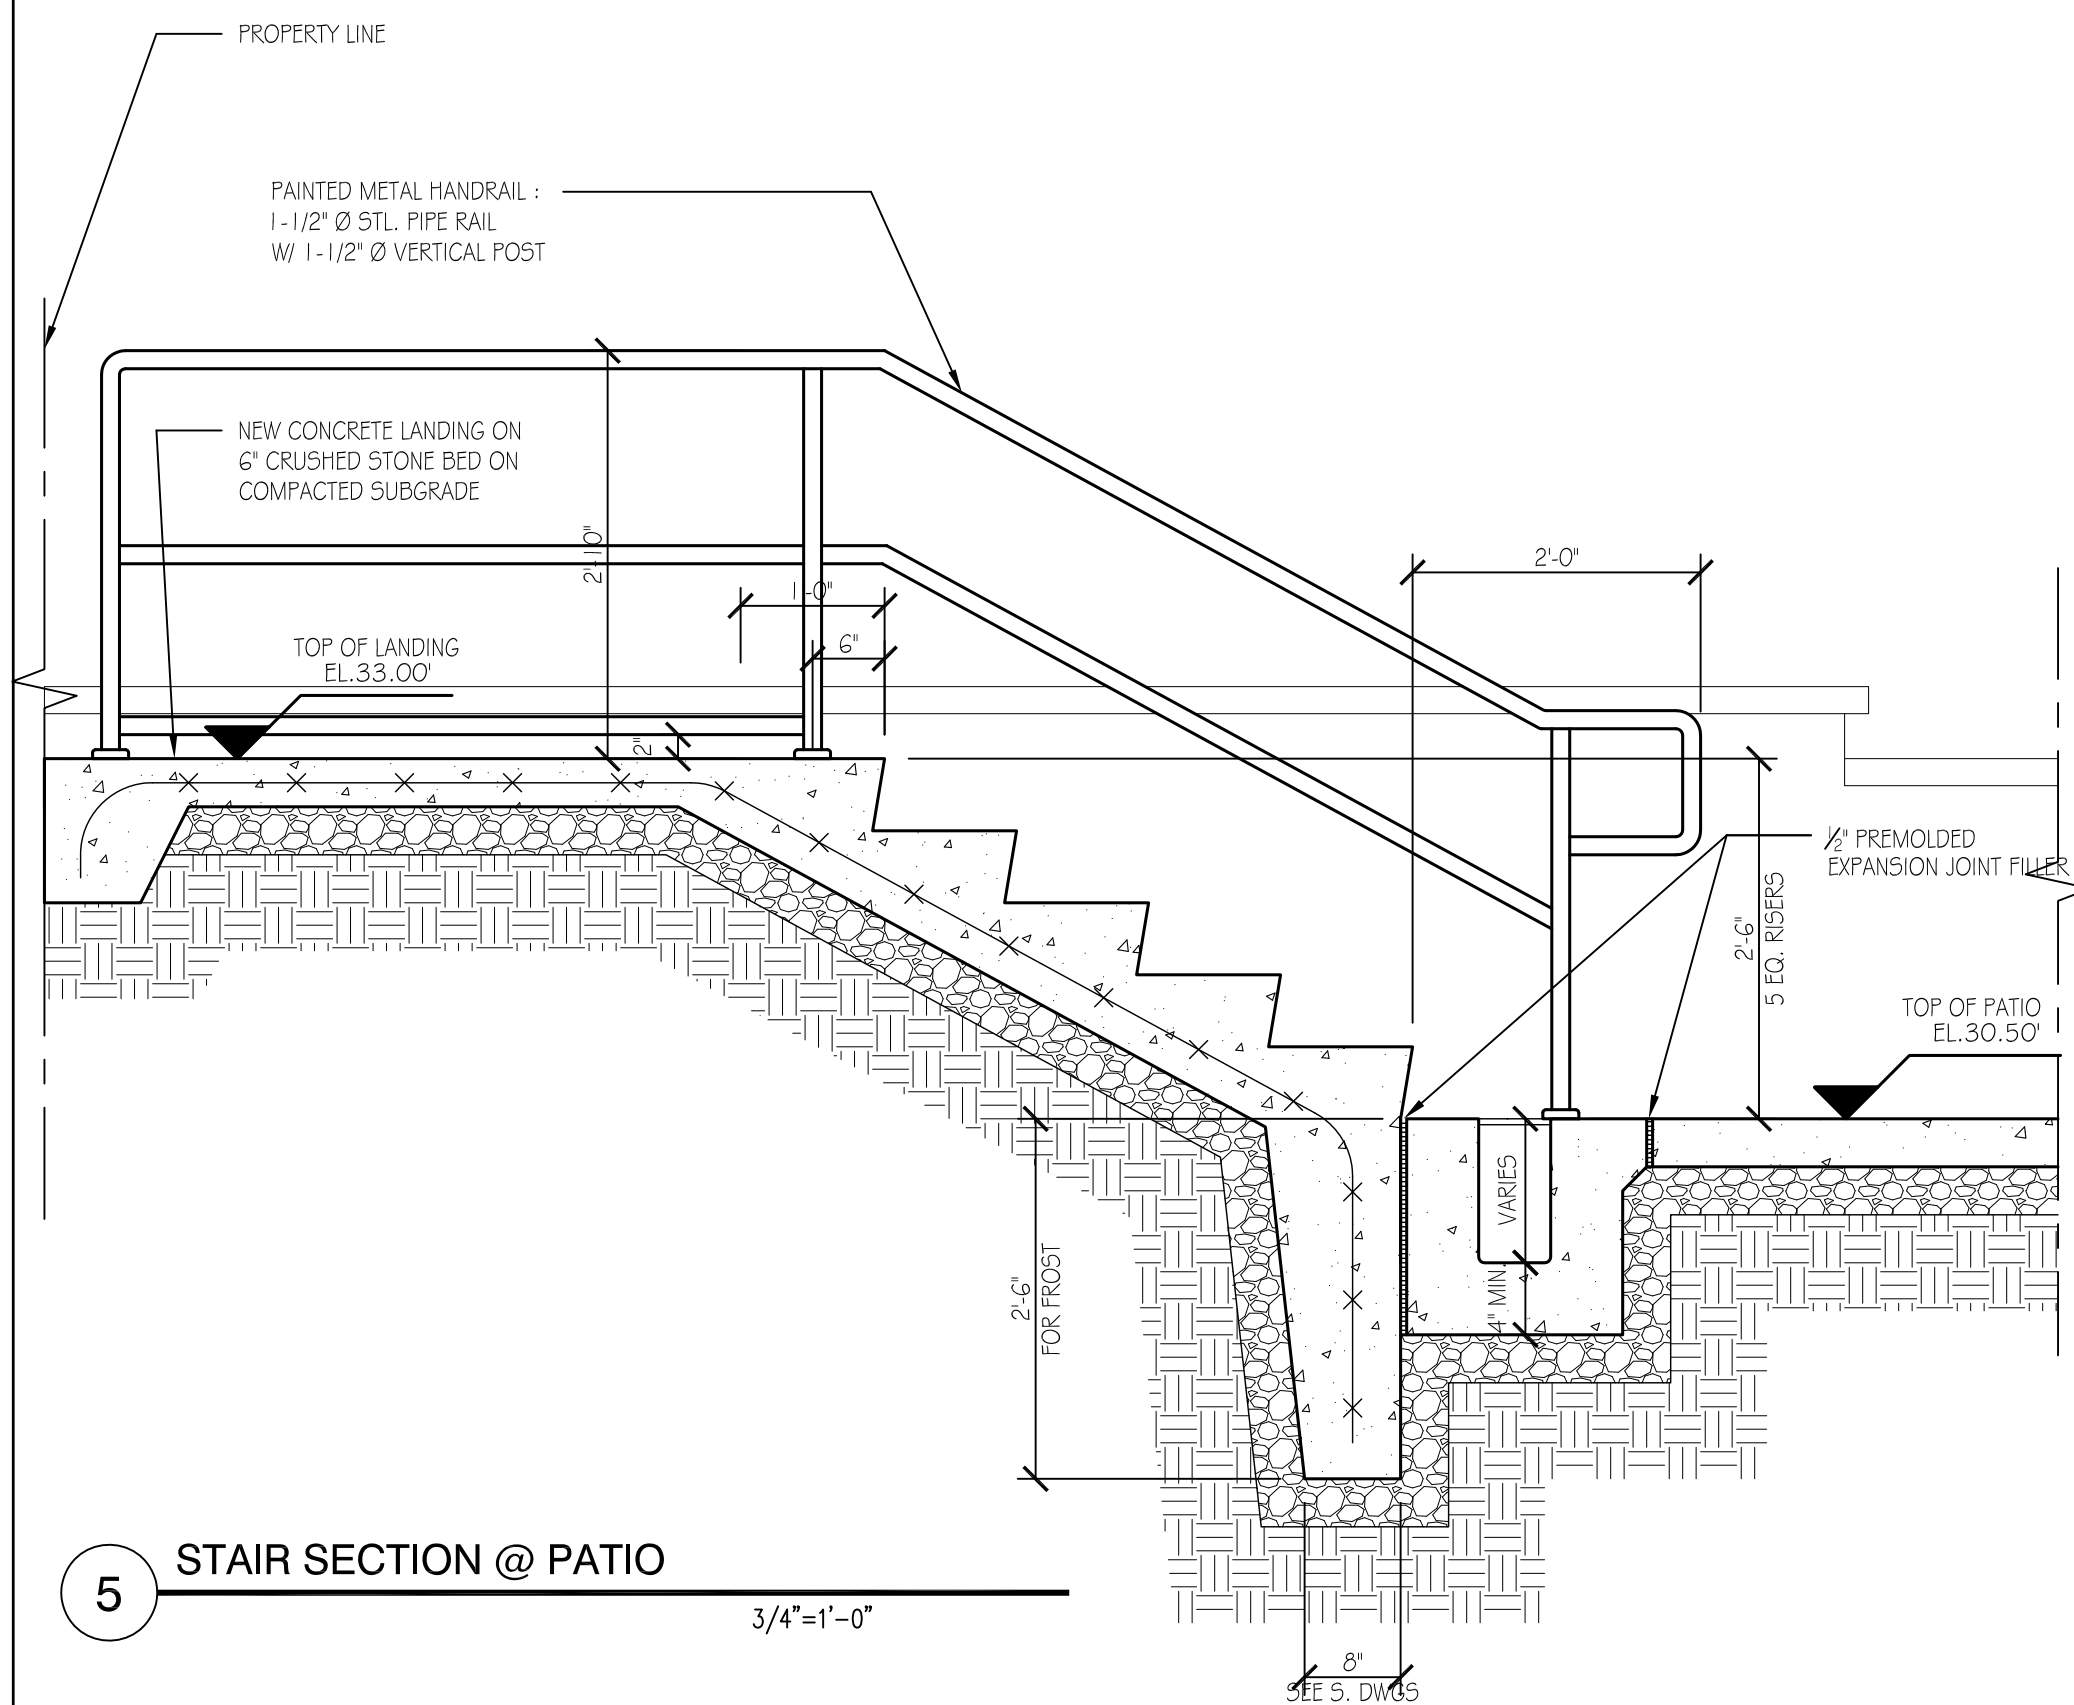 PROPERTY LINE
PAINTED METAL HANDRAIL :
1-1/2" Ø STL. PIPE RAIL
W/ 1-1/2" Ø VERTICAL POST
NEW CONCRETE LANDING ON
6" CRUSHED STONE BED ON
COMPACTED SUBGRADE
2'-10"
1'-0"
2'-0"
6"
TOP OF LANDING
EL.33.00'
2"
½" PREMOLDED
EXPANSION JOINT FILLER
2'-6"
5 EQ. RISERS
TOP OF PATIO
EL.30.50'
VARIES
4" MIN.
2'-6"
FOR FROST
8"
SEE S. DWGS
5
STAIR SECTION @ PATIO
3/4"=1'-0"